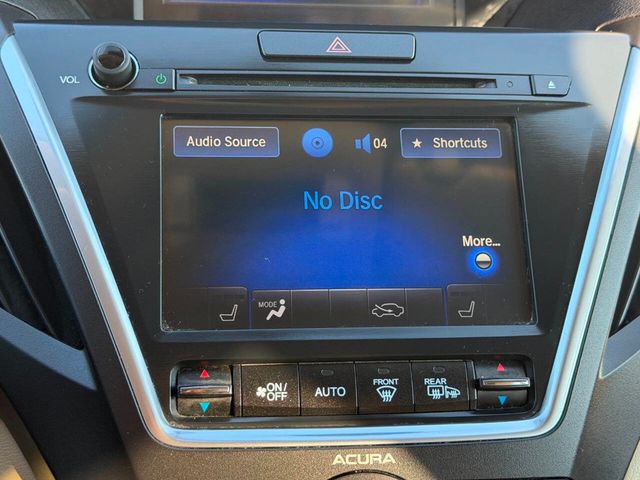 VOL
Audio Source
04
★ Shortcuts
No Disc
More...
MODE
ON/
OFF
AUTO
FRONT
REAR
ACURA